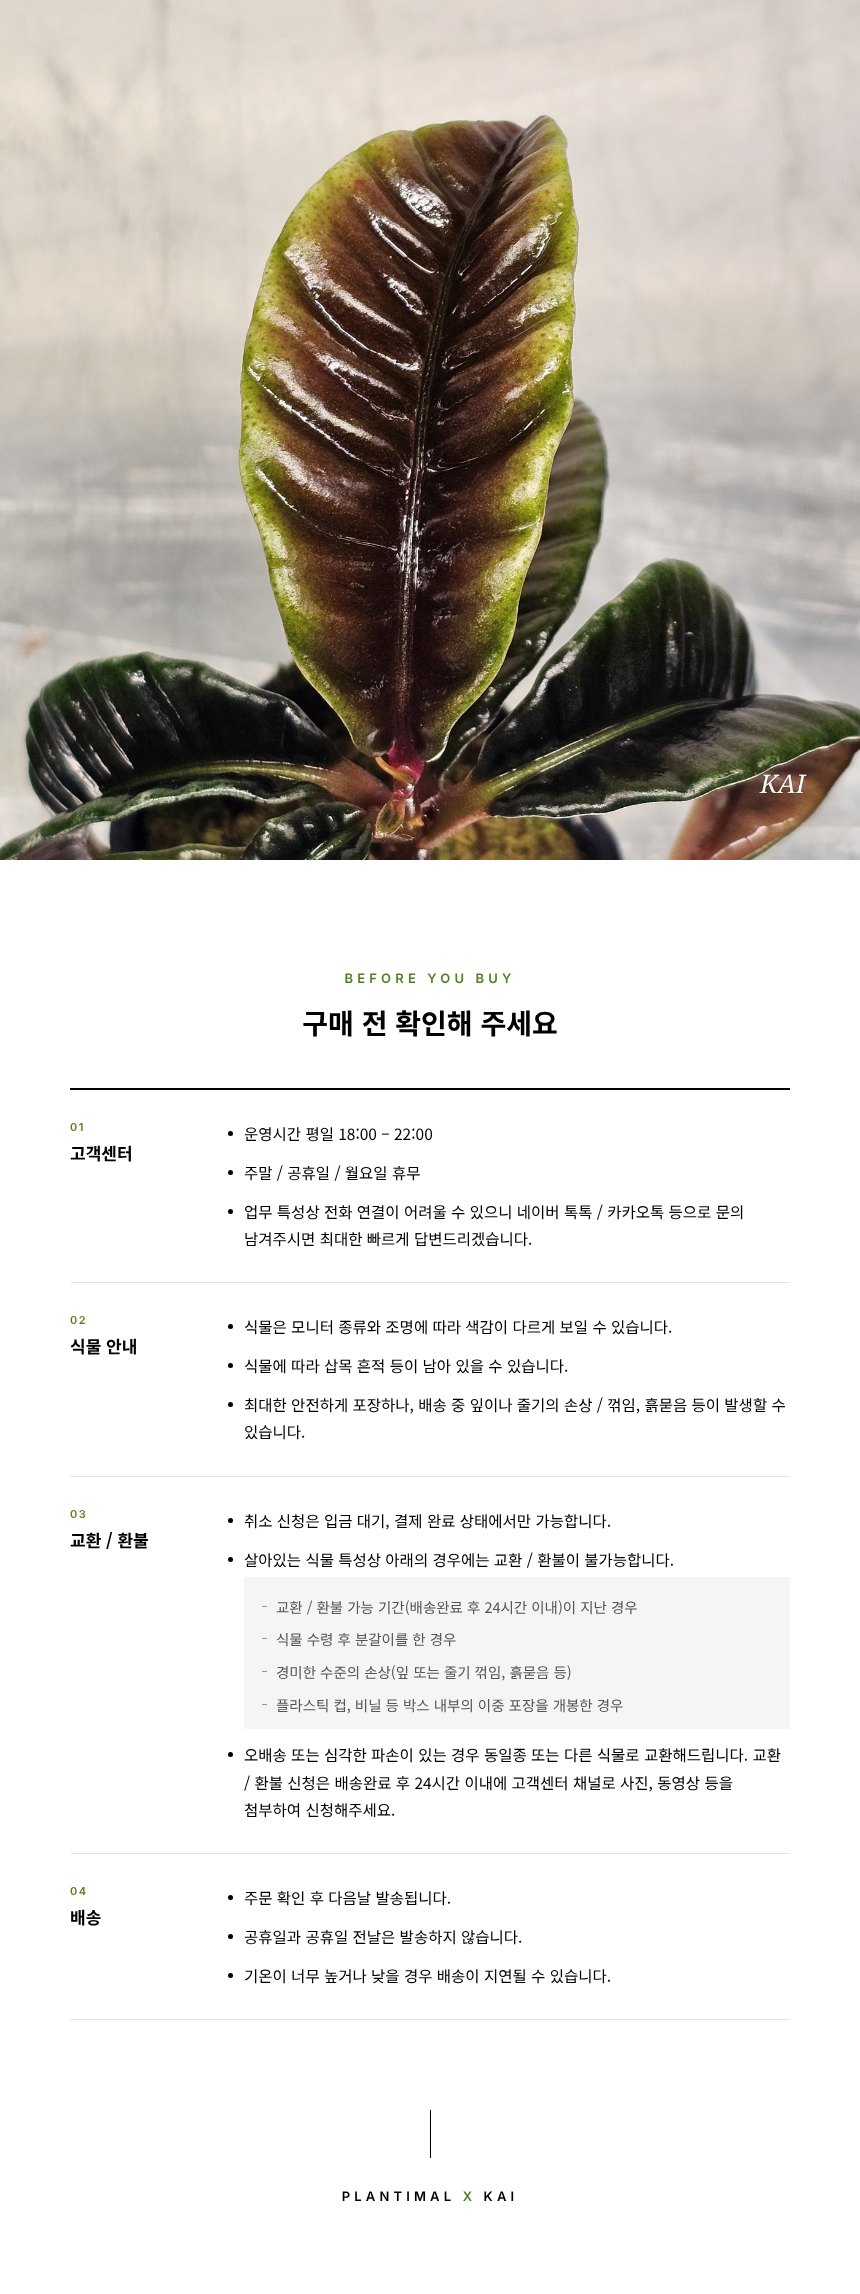 KAI
BEFORE YOU BUY
구매 전 확인해 주세요
01
고객센터
운영시간 평일 18:00 – 22:00
주말 / 공휴일 / 월요일 휴무
업무 특성상 전화 연결이 어려울 수 있으니 네이버 톡톡 / 카카오톡 등으로 문의
남겨주시면 최대한 빠르게 답변드리겠습니다.
02
식물 안내
식물은 모니터 종류와 조명에 따라 색감이 다르게 보일 수 있습니다.
식물에 따라 삽목 흔적 등이 남아 있을 수 있습니다.
최대한 안전하게 포장하나, 배송 중 잎이나 줄기의 손상 / 꺾임, 흙묻음 등이 발생할 수
있습니다.
03
교환 / 환불
취소 신청은 입금 대기, 결제 완료 상태에서만 가능합니다.
살아있는 식물 특성상 아래의 경우에는 교환 / 환불이 불가능합니다.
– 교환 / 환불 가능 기간(배송완료 후 24시간 이내)이 지난 경우
– 식물 수령 후 분갈이를 한 경우
– 경미한 수준의 손상(잎 또는 줄기 꺾임, 흙묻음 등)
– 플라스틱 컵, 비닐 등 박스 내부의 이중 포장을 개봉한 경우
오배송 또는 심각한 파손이 있는 경우 동일종 또는 다른 식물로 교환해드립니다. 교환
/ 환불 신청은 배송완료 후 24시간 이내에 고객센터 채널로 사진, 동영상 등을
첨부하여 신청해주세요.
04
배송
주문 확인 후 다음날 발송됩니다.
공휴일과 공휴일 전날은 발송하지 않습니다.
기온이 너무 높거나 낮을 경우 배송이 지연될 수 있습니다.
PLANTIMAL X KAI